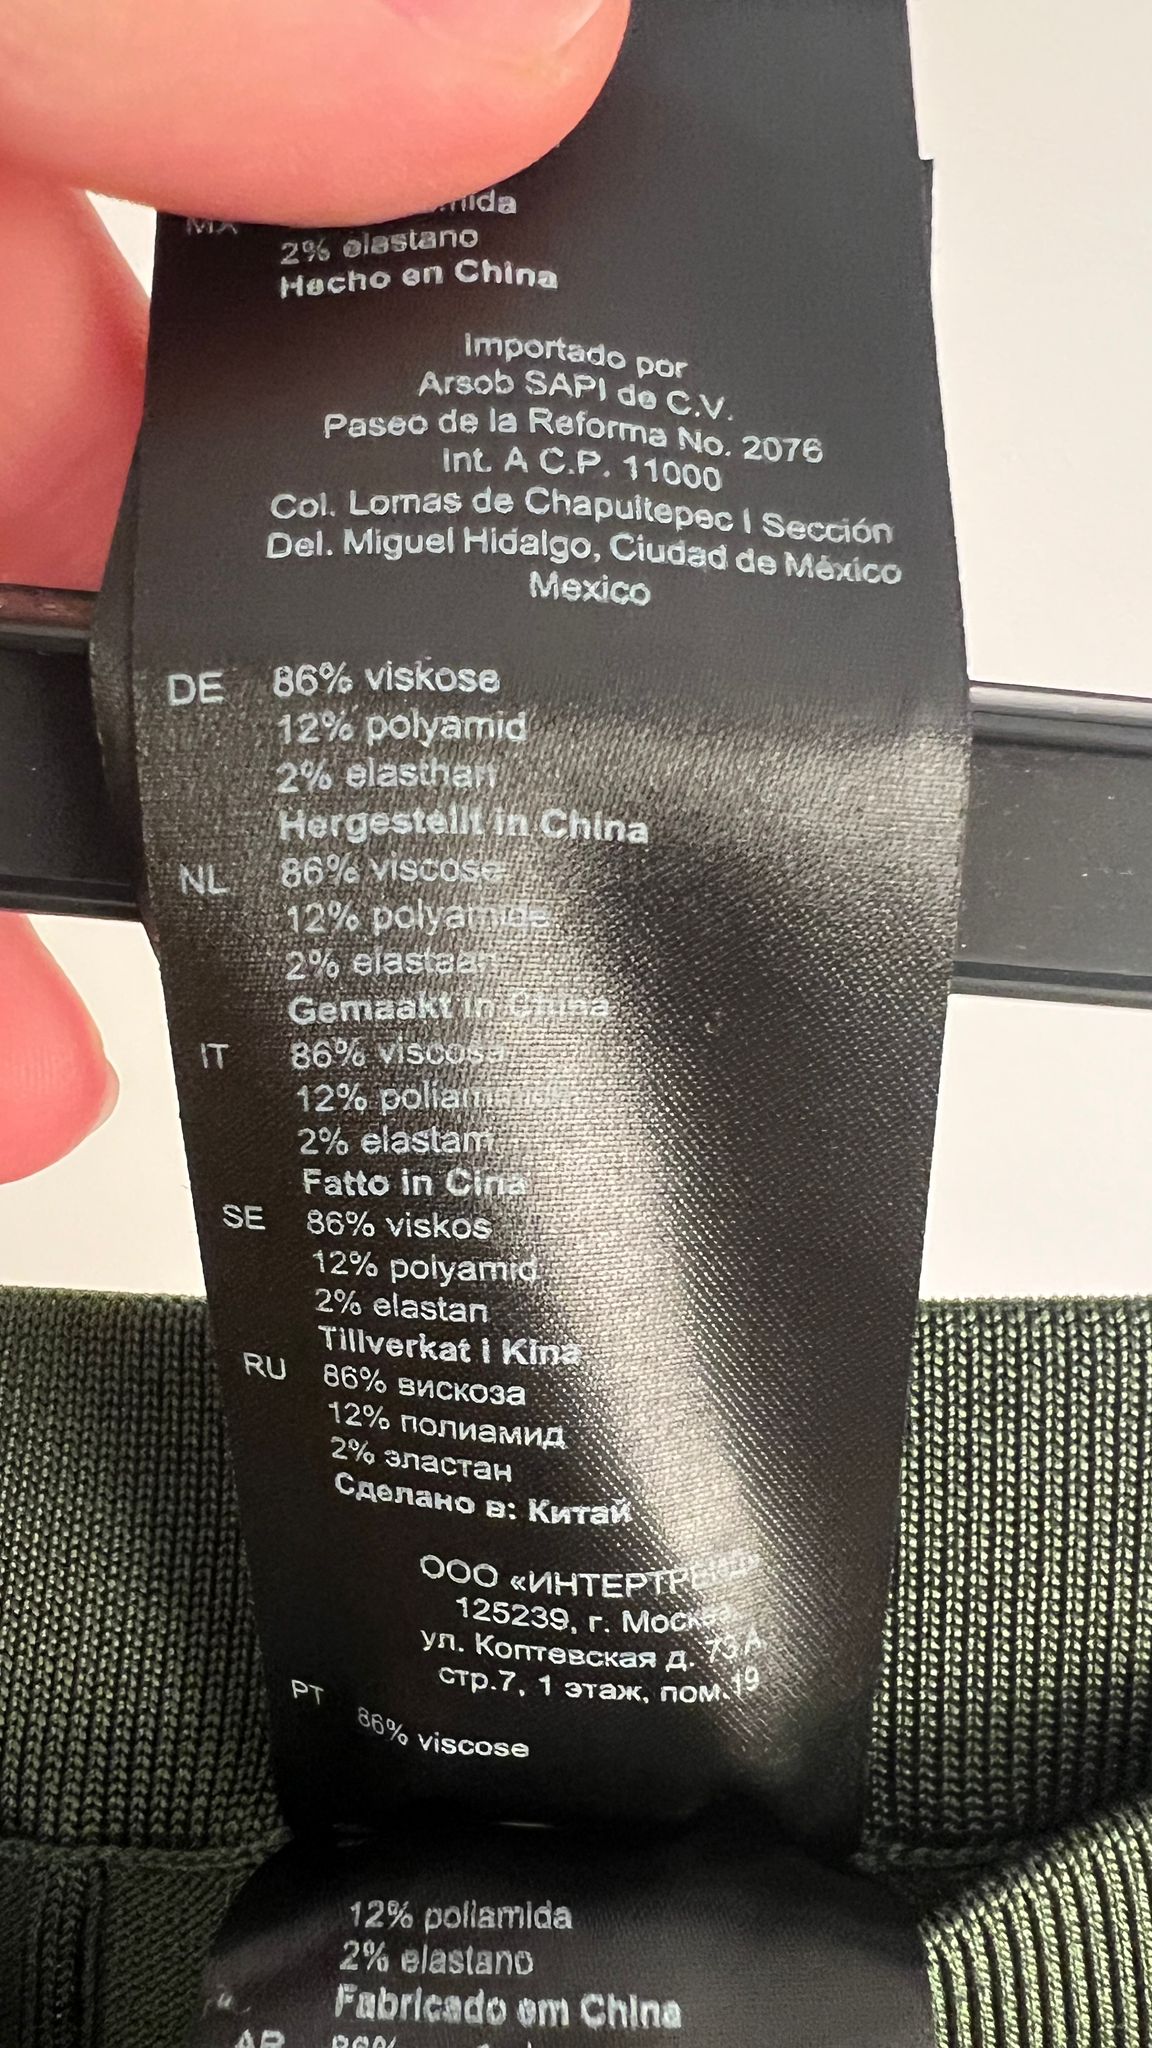 MX
2% elastano
Hecho en China
Importado por
Arsob SAPI de C.V.
Paseo de la Reforma No. 2076
Int. A C.P. 11000
Col. Lomas de Chapultepec I Sección
Del. Miguel Hidalgo, Ciudad de México
Mexico
DE 86% viskose
12% polyamid
2% elasthan
Hergestellt in China
NL 86% viscose
12% polyamide
2% elastaan
Gemaakt in China
IT 86% viscosa
12%
2% elastam
Fatto in Cina
SE 86% viskos
12% polyamid
2% elastan
Tillverkat i Kina
RU 86% вискоза
12% полиамид
2% эластан
Сделано в: Китай
ООО
125239, г. Москва,
ул. Коптевская д. 73А
стр.7, 1 этаж, пом.19
PT 86% viscose
12% poliamida
2% elastano
Fabricado em China
AR 86%